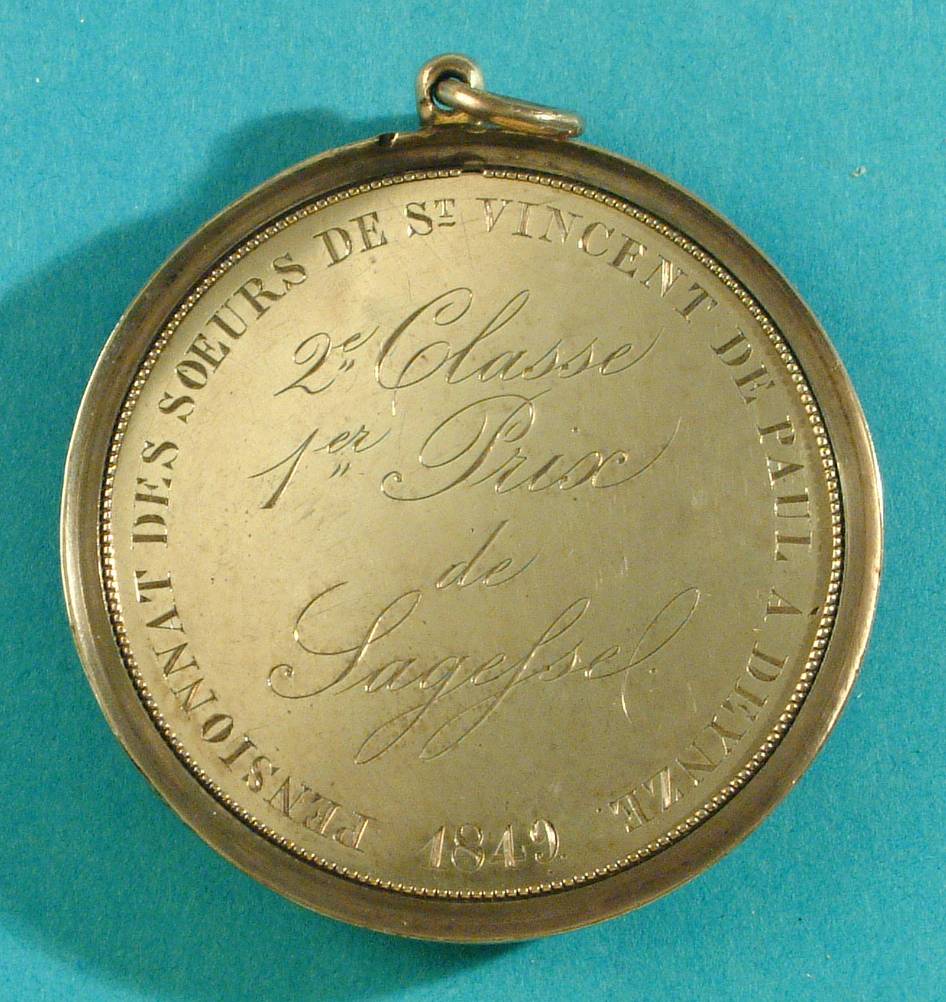 PENSIONNAT DES SOEURS DE ST VINCENT DE PAUL À DEYNZE.
2e Classe
1er Prix
de
Sagesse.
1849.